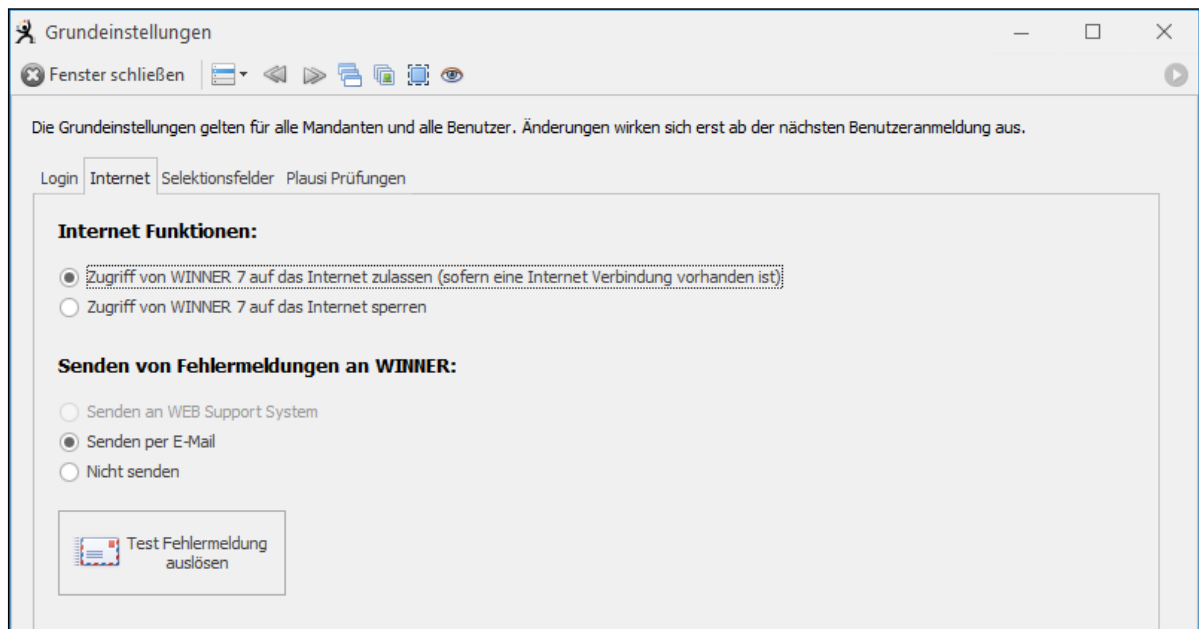 Grundeinstellungen
Fenster schließen
Die Grundeinstellungen gelten für alle Mandanten und alle Benutzer. Änderungen wirken sich erst ab der nächsten Benutzeranmeldung aus.
Login Internet Selektionsfelder Plausi Prüfungen
Internet Funktionen:
Zugriff von WINNER 7 auf das Internet zulassen (sofern eine Internet Verbindung vorhanden ist)
Zugriff von WINNER 7 auf das Internet sperren
Senden von Fehlermeldungen an WINNER:
Senden an WEB Support System
Senden per E-Mail
Nicht senden
Test Fehlermeldung
auslösen